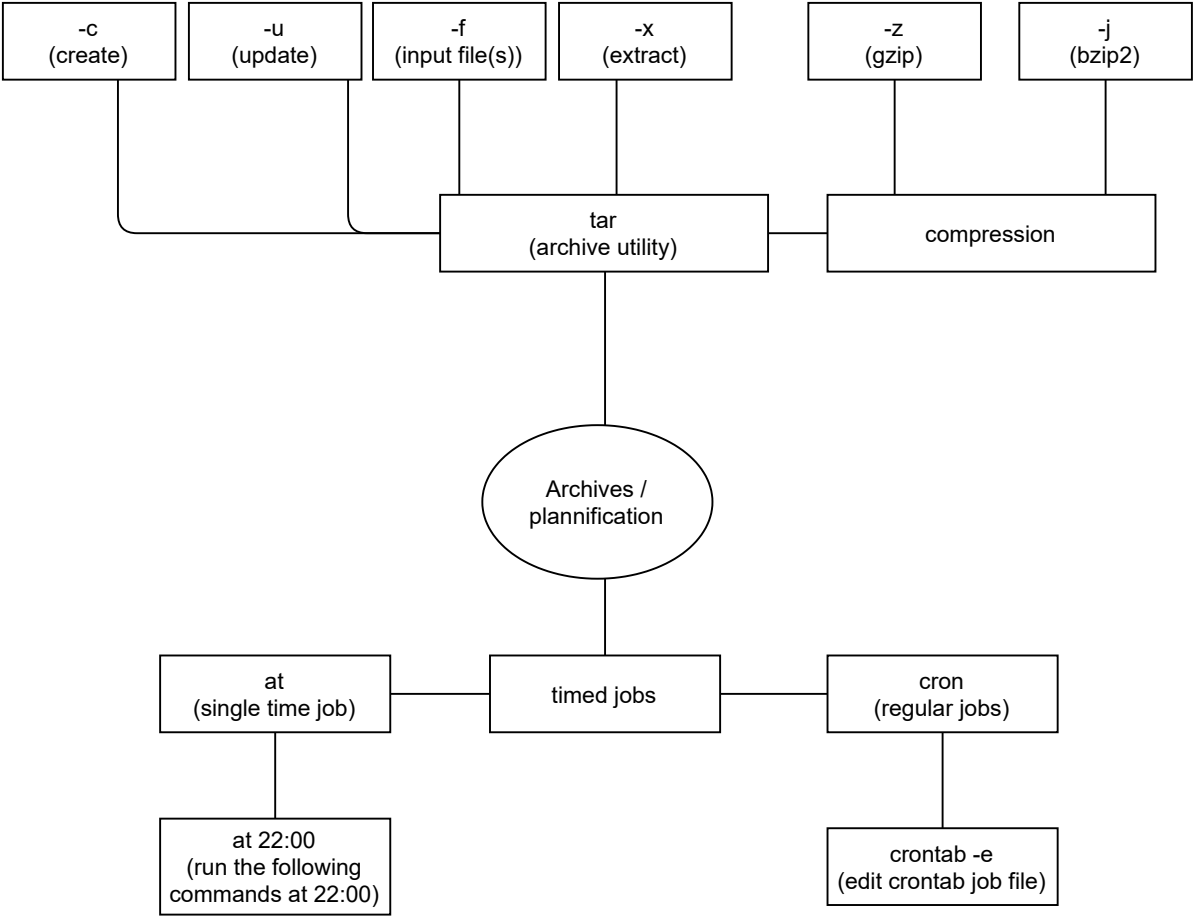 -c
(create)
-u
(update)
-f
(input file(s))
-x
(extract)
-z
(gzip)
-j
(bzip2)
tar
(archive utility)
compression
Archives /
plannification
at
(single time job)
timed jobs
cron
(regular jobs)
at 22:00
(run the following
commands at 22:00)
crontab -e
(edit crontab job file)